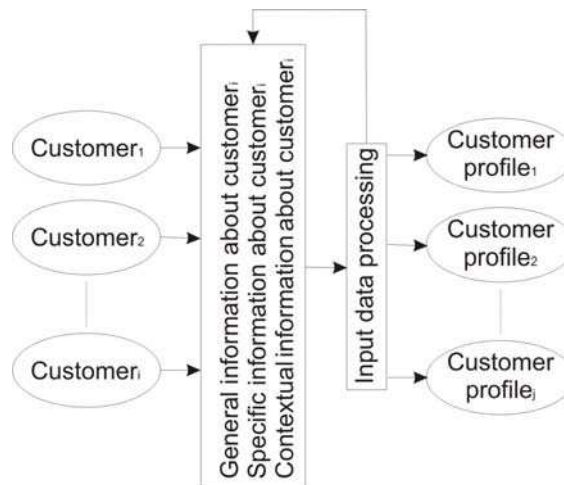 Customer₁
Customer₂
Customerᵢ
General information about customerᵢ
Specific information about customerᵢ
Contextual information about customerᵢ
Input data processing
Customer
profile₁
Customer
profile₂
Customer
profileⱼ